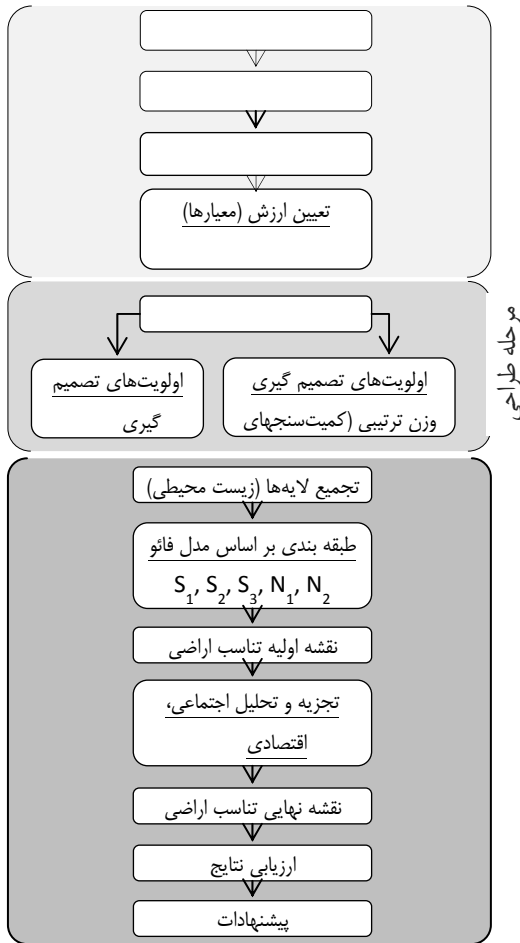 تعیین ارزش (معیارها)
مرحله طراحی
اولویت‌های تصمیم گیری
وزن ترتیبی (کمیت‌سنجهای
اولویت‌های تصمیم
گیری
تجمیع لایه‌ها (زیست محیطی)
طبقه بندی بر اساس مدل فائو
S1, S2, S3, N1, N2
نقشه اولیه تناسب اراضی
تجزیه و تحلیل اجتماعی،
اقتصادی
نقشه نهایی تناسب اراضی
ارزیابی نتایج
پیشنهادات